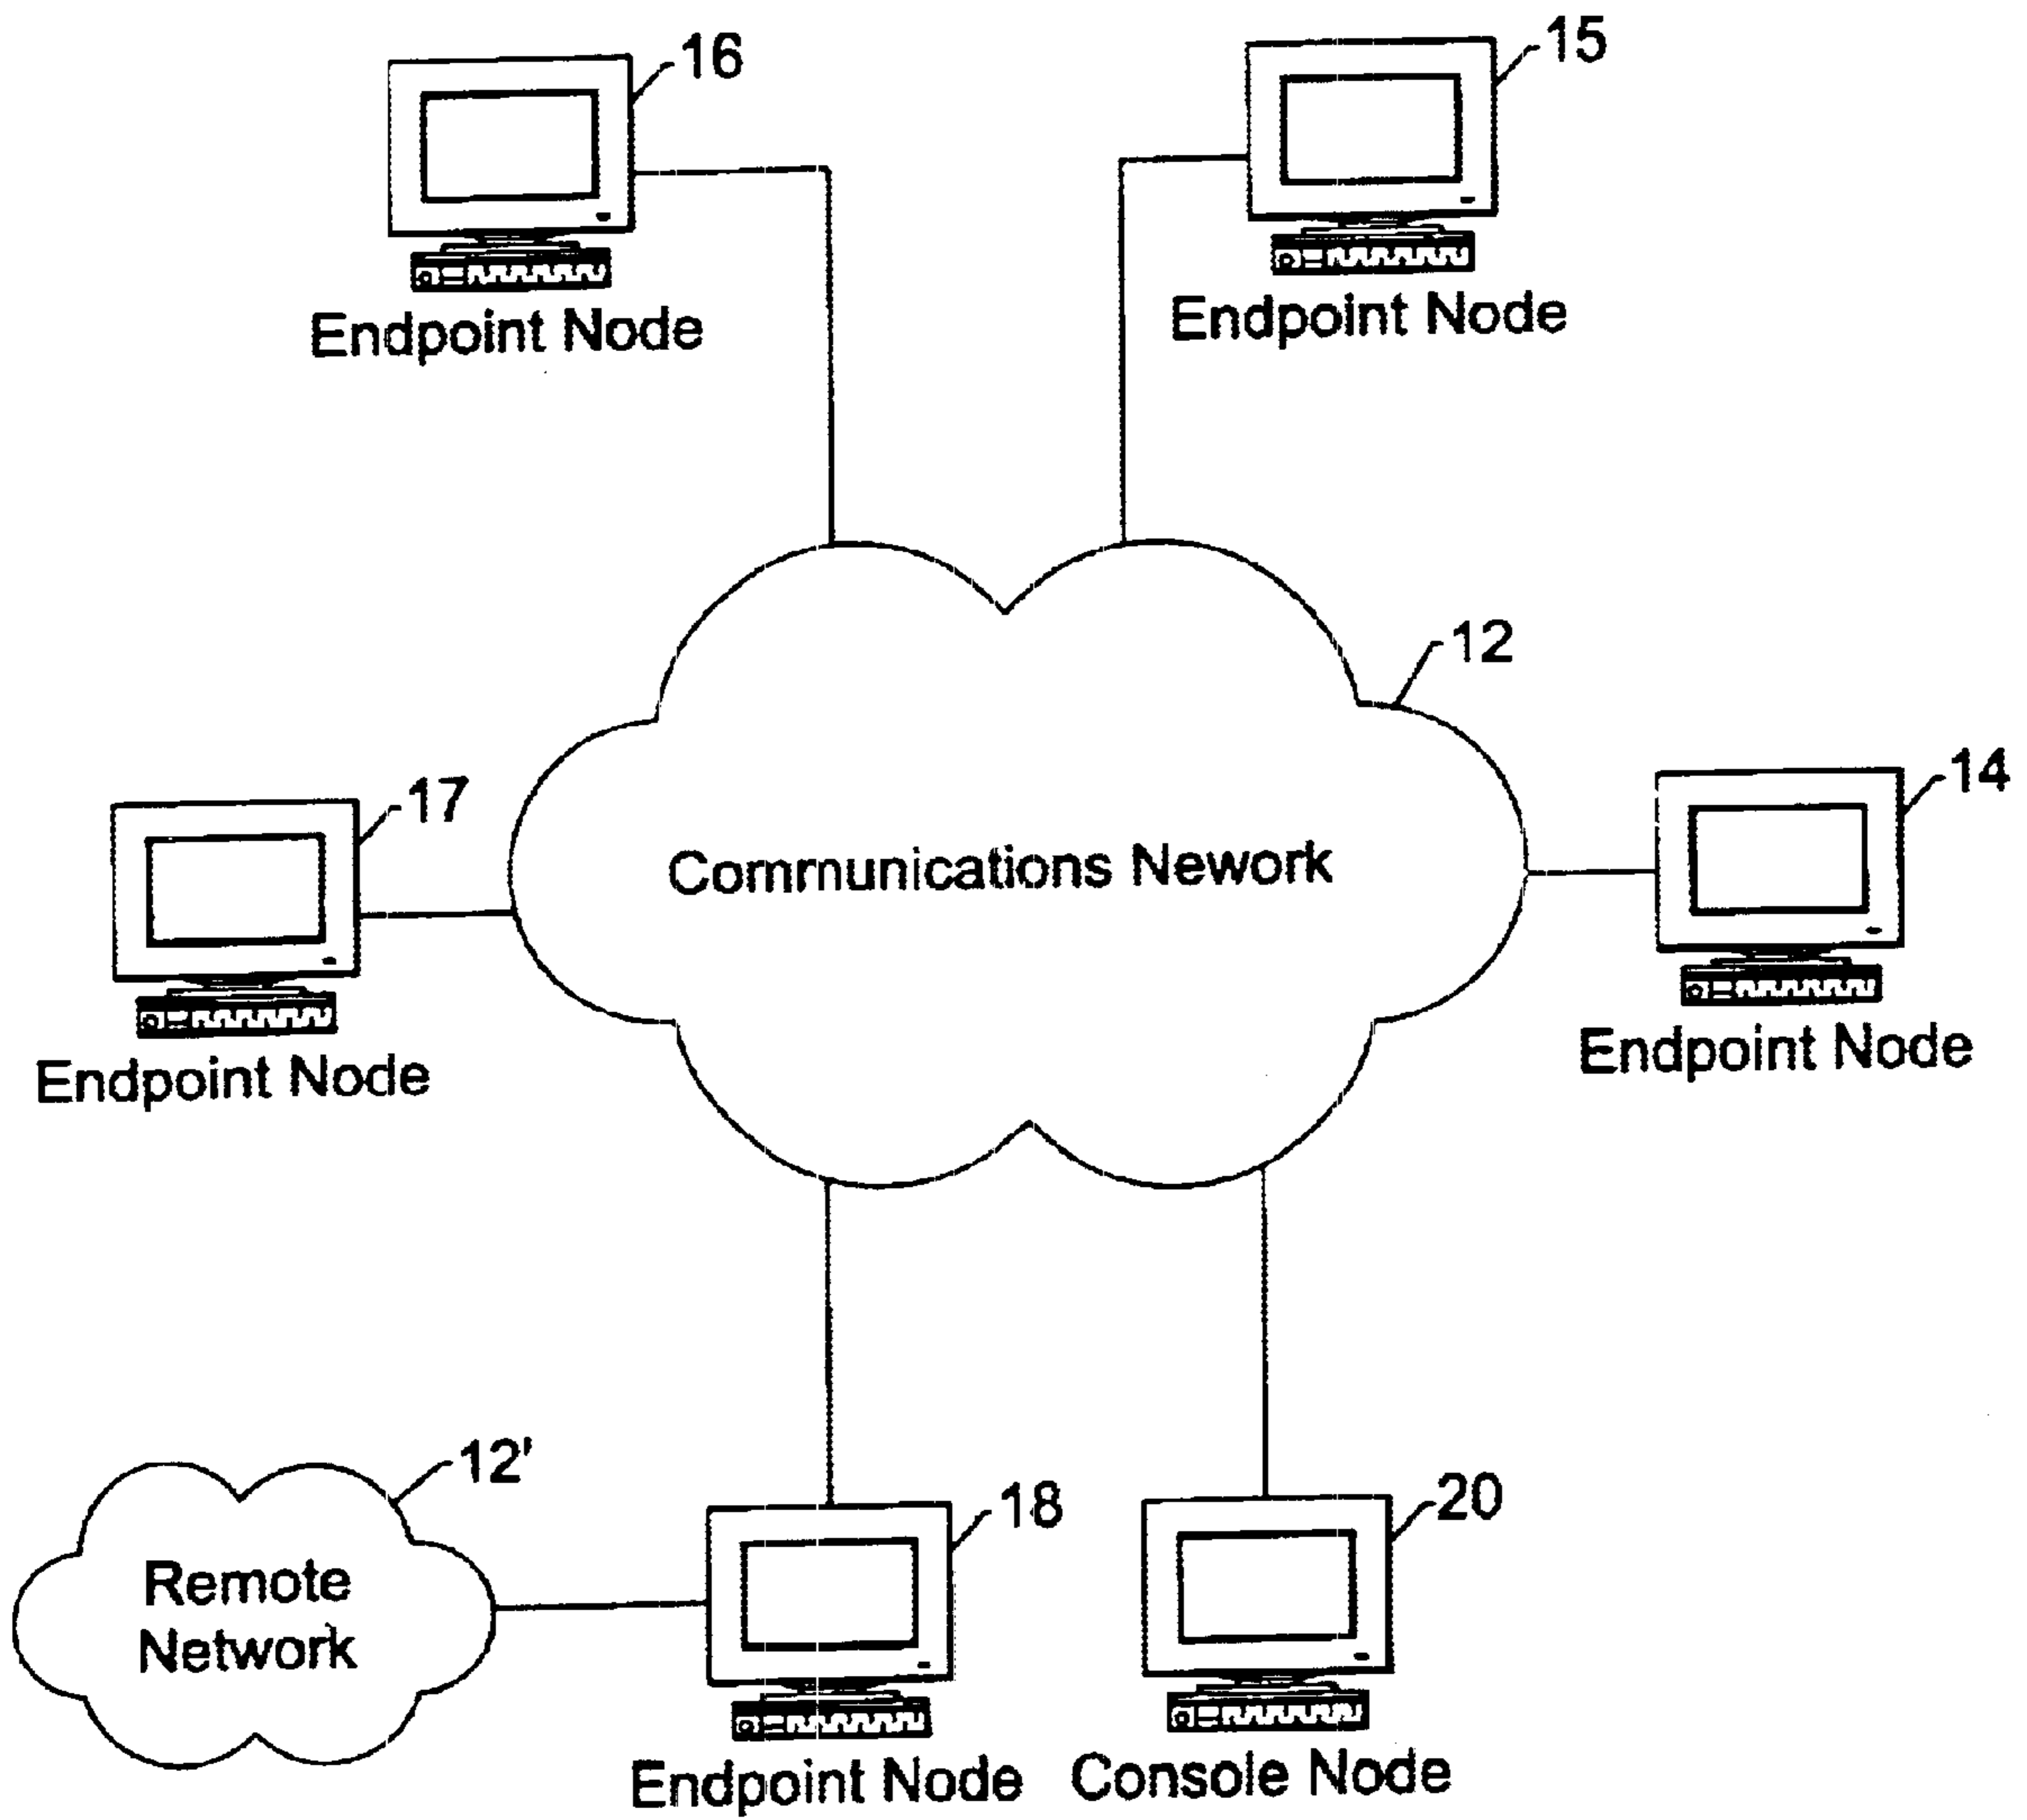 16
15
Endpoint Node
Endpoint Node
12
17
14
Communications Nework
Endpoint Node
Endpoint Node
12'
18
20
Remote
Network
Endpoint Node
Console Node